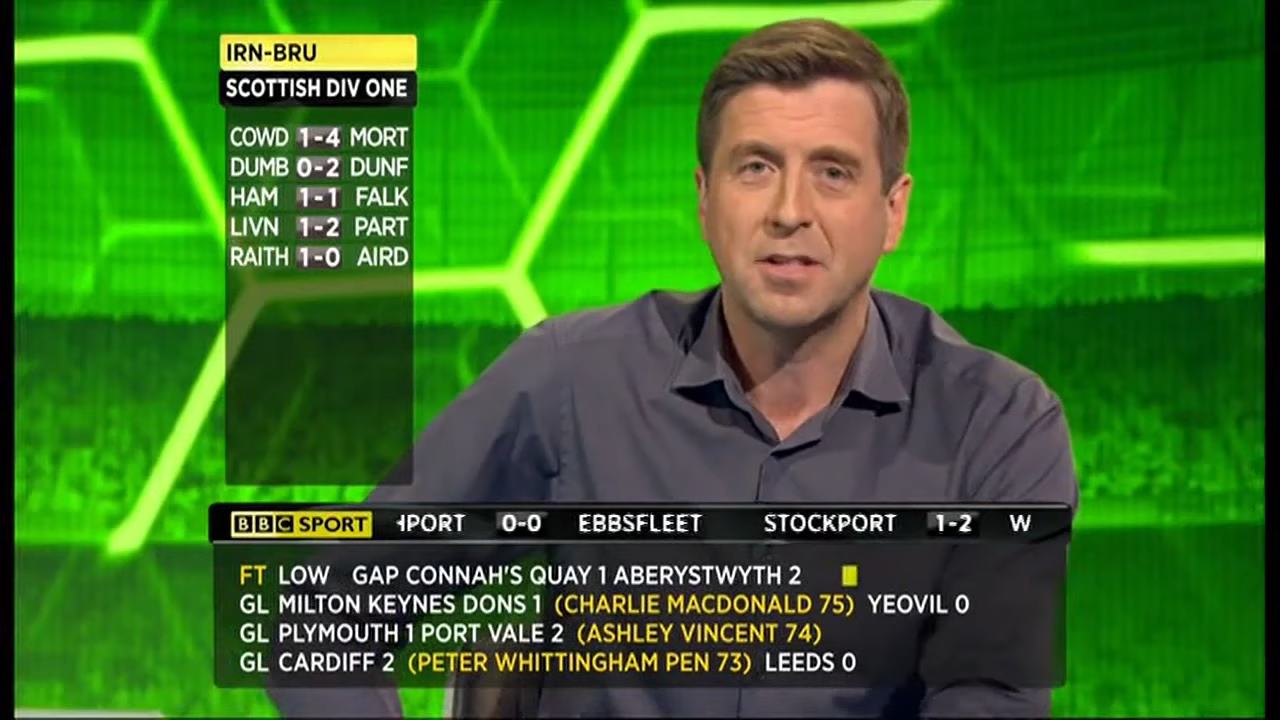 IRN-BRU
SCOTTISH DIV ONE
COWD 1-4 MORT
DUMB 0-2 DUNF
HAM 1-1 FALK
LIVN 1-2 PART
RAITH 1-0 AIRD
BBC SPORT HPORT 0-0 EBBSFLEET STOCKPORT 1-2 W
FT LOW GAP CONNAH'S QUAY 1 ABERYSTWYTH 2
GL MILTON KEYNES DONS 1 (CHARLIE MACDONALD 75) YEOVIL 0
GL PLYMOUTH 1 PORT VALE 2 (ASHLEY VINCENT 74)
GL CARDIFF 2 (PETER WHITTINGHAM PEN 73) LEEDS 0